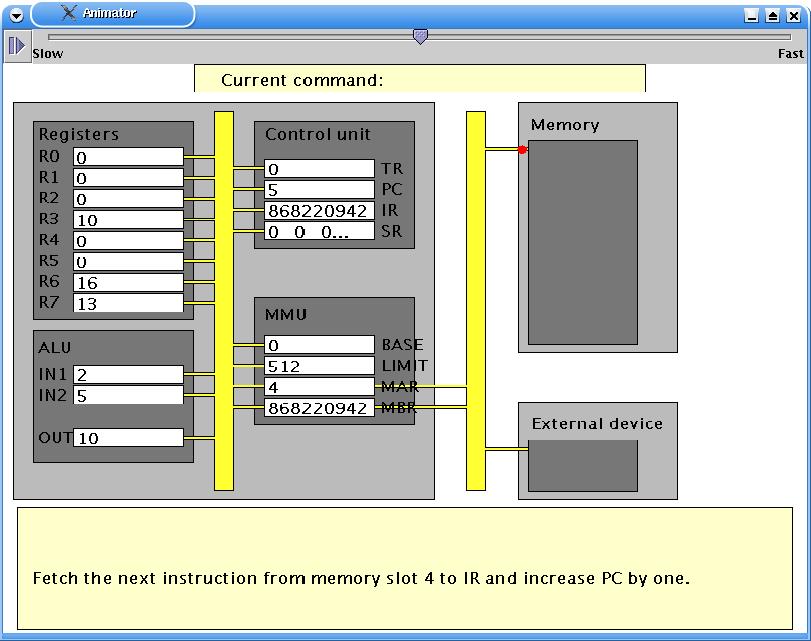 Animator
Slow
Fast
Current command:
Registers
R0 0
R1 0
R2 0
R3 10
R4 0
R5 0
R6 16
R7 13
Control unit
0 TR
5 PC
868220942 IR
0 0 0... SR
Memory
MMU
0 BASE
512 LIMIT
4 MAR
868220942 MBR
ALU
IN1 2
IN2 5
OUT 10
External device
Fetch the next instruction from memory slot 4 to IR and increase PC by one.